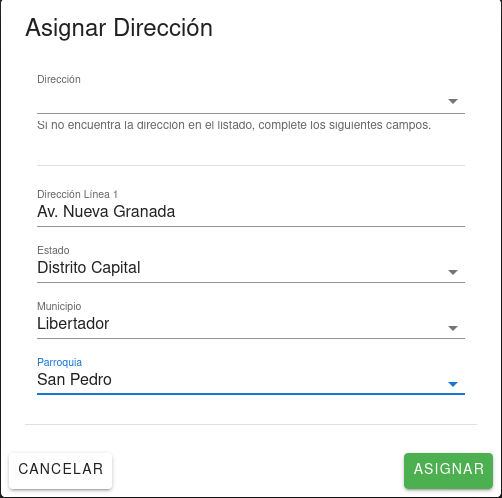 Asignar Dirección
Dirección
Si no encuentra la dirección en el listado, complete los siguientes campos.
Dirección Línea 1
Av. Nueva Granada
Estado
Distrito Capital
Municipio
Libertador
Parroquia
San Pedro
CANCELAR
ASIGNAR